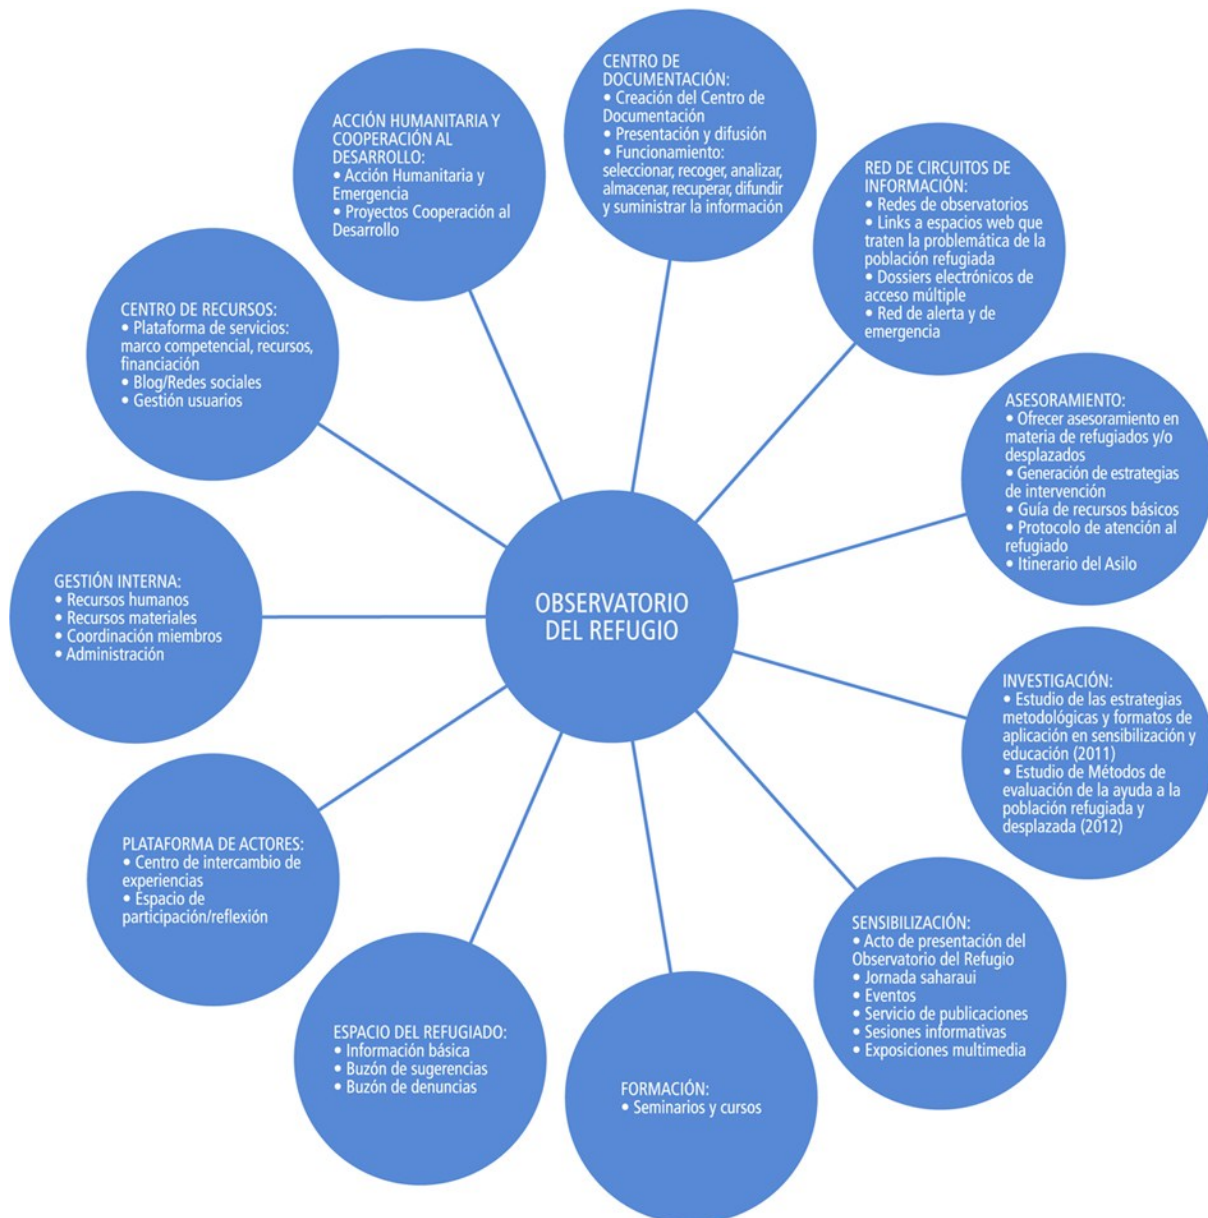 CENTRO DE
DOCUMENTACIÓN:
• Creación del Centro de
Documentación
• Presentación y difusión
• Funcionamiento:
seleccionar, recoger, analizar,
almacenar, recuperar, difundir
y suministrar la información
RED DE CIRCUITOS DE
INFORMACIÓN:
• Redes de observatorios
• Links a espacios web que
traten la problemática de la
población refugiada
• Dossiers electrónicos de
acceso múltiple
• Red de alerta y de
emergencia
ASESORAMIENTO:
• Ofrecer asesoramiento en
materia de refugiados y/o
desplazados
• Generación de estrategias
de intervención
• Guía de recursos básicos
• Protocolo de atención al
refugiado
• Itinerario del Asilo
INVESTIGACIÓN:
• Estudio de las estrategias
metodológicas y formatos de
aplicación en sensibilización y
educación (2011)
• Estudio de Métodos de
evaluación de la ayuda a la
población refugiada y
desplazada (2012)
SENSIBILIZACIÓN:
• Acto de presentación del
Observatorio del Refugio
• Jornada saharaui
• Eventos
• Servicio de publicaciones
• Sesiones informativas
• Exposiciones multimedia
FORMACIÓN:
• Seminarios y cursos
ESPACIO DEL REFUGIADO:
• Información básica
• Buzón de sugerencias
• Buzón de denuncias
PLATAFORMA DE ACTORES:
• Centro de intercambio de
experiencias
• Espacio de
participación/reflexión
GESTIÓN INTERNA:
• Recursos humanos
• Recursos materiales
• Coordinación miembros
• Administración
CENTRO DE RECURSOS:
• Plataforma de servicios:
marco competencial, recursos,
financiación
• Blog/Redes sociales
• Gestión usuarios
ACCIÓN HUMANITARIA Y
COOPERACIÓN AL
DESARROLLO:
• Acción Humanitaria y
Emergencia
• Proyectos Cooperación al
Desarrollo
OBSERVATORIO
DEL REFUGIO